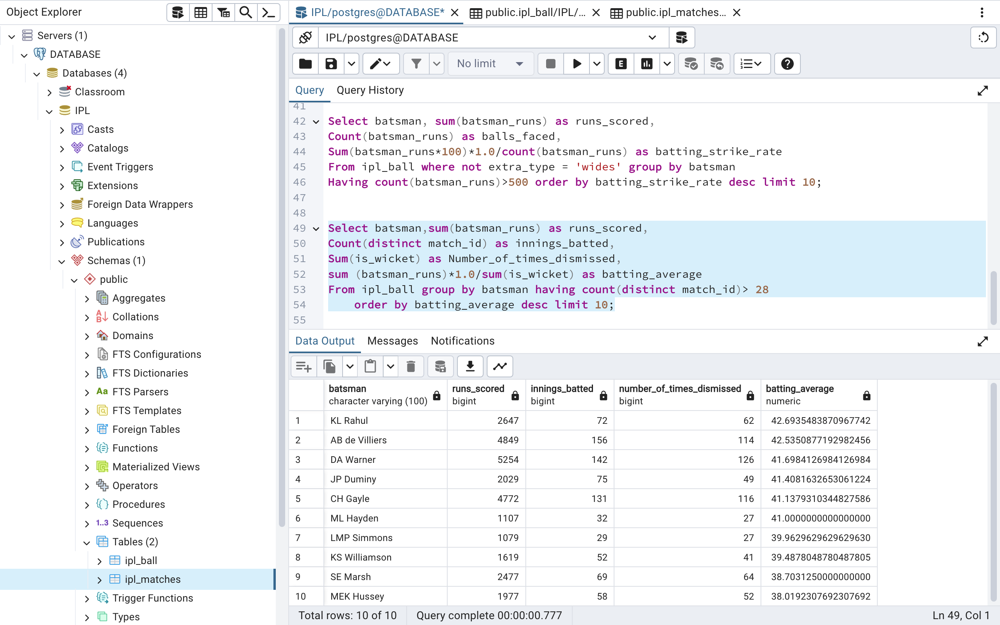 Object Explorer
Servers (1)
DATABASE
Databases (4)
Classroom
IPL
Casts
Catalogs
Event Triggers
Extensions
Foreign Data Wrappers
Languages
Publications
Schemas (1)
public
Aggregates
Collations
Domains
FTS Configurations
FTS Dictionaries
Aa FTS Parsers
FTS Templates
Foreign Tables
Functions
Materialized Views
Operators
Procedures
1..3 Sequences
Tables (2)
ipl_ball
ipl_matches
Trigger Functions
Types
IPL/postgres@DATABASE* public.ipl_ball/IPL/... public.ipl_matches...
IPL/postgres@DATABASE
No limit E
Query Query History
41
42 Select batsman, sum(batsman_runs) as runs_scored,
43 Count(batsman_runs) as balls_faced,
44 Sum(batsman_runs*100)*1.0/count(batsman_runs) as batting_strike_rate
45 From ipl_ball where not extra_type = 'wides' group by batsman
46 Having count(batsman_runs)>500 order by batting_strike_rate desc limit 10;
47
48
49 Select batsman,sum(batsman_runs) as runs_scored,
50 Count(distinct match_id) as innings_batted,
51 Sum(is_wicket) as Number_of_times_dismissed,
52 sum (batsman_runs)*1.0/sum(is_wicket) as batting_average
53 From ipl_ball group by batsman having count(distinct match_id)> 28
54 order by batting_average desc limit 10;
55
Data Output Messages Notifications
batsman runs_scored innings_batted number_of_times_dismissed batting_average
character varying (100) bigint bigint bigint numeric
1 KL Rahul 2647 72 62 42.6935483870967742
2 AB de Villiers 4849 156 114 42.5350877192982456
3 DA Warner 5254 142 126 41.6984126984126984
4 JP Duminy 2029 75 49 41.4081632653061224
5 CH Gayle 4772 131 116 41.1379310344827586
6 ML Hayden 1107 32 27 41.0000000000000000
7 LMP Simmons 1079 29 27 39.9629629629629630
8 KS Williamson 1619 52 41 39.4878048780487805
9 SE Marsh 2477 69 64 38.7031250000000000
10 MEK Hussey 1977 58 52 38.0192307692307692
Total rows: 10 of 10 Query complete 00:00:00.777 Ln 49, Col 1